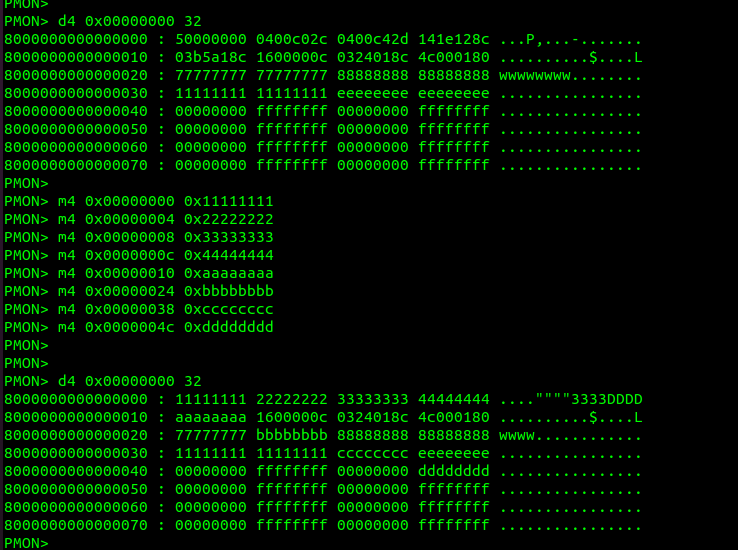 PMON>
PMON> d4 0x00000000 32
8000000000000000 : 50000000 0400c02c 0400c42d 141e128c ...P,...-.......
8000000000000010 : 03b5a18c 1600000c 0324018c 4c000180 ..........$....L
8000000000000020 : 77777777 77777777 88888888 88888888 wwwwwwww........
8000000000000030 : 11111111 11111111 eeeeeeee eeeeeeee ................
8000000000000040 : 00000000 ffffffff 00000000 ffffffff ................
8000000000000050 : 00000000 ffffffff 00000000 ffffffff ................
8000000000000060 : 00000000 ffffffff 00000000 ffffffff ................
8000000000000070 : 00000000 ffffffff 00000000 ffffffff ................
PMON>
PMON> m4 0x00000000 0x11111111
PMON> m4 0x00000004 0x22222222
PMON> m4 0x00000008 0x33333333
PMON> m4 0x0000000c 0x44444444
PMON> m4 0x00000010 0xaaaaaaaa
PMON> m4 0x00000024 0xbbbbbbbb
PMON> m4 0x00000038 0xcccccccc
PMON> m4 0x0000004c 0xdddddddd
PMON>
PMON>
PMON> d4 0x00000000 32
8000000000000000 : 11111111 22222222 33333333 44444444 ....""""3333DDDD
8000000000000010 : aaaaaaaa 1600000c 0324018c 4c000180 ..........$....L
8000000000000020 : 77777777 bbbbbbbb 88888888 88888888 wwww............
8000000000000030 : 11111111 11111111 cccccccc eeeeeeee ................
8000000000000040 : 00000000 ffffffff 00000000 dddddddd ................
8000000000000050 : 00000000 ffffffff 00000000 ffffffff ................
8000000000000060 : 00000000 ffffffff 00000000 ffffffff ................
8000000000000070 : 00000000 ffffffff 00000000 ffffffff ................
PMON>